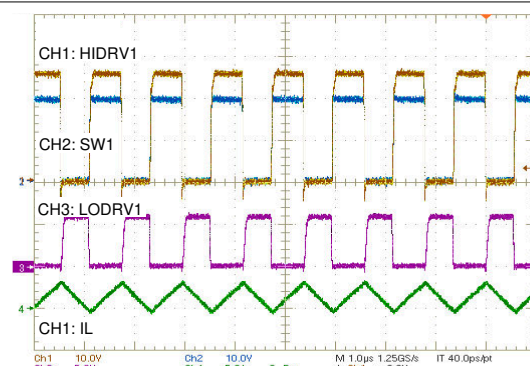 CH1: HIDRV1
CH2: SW1
2
CH3: LODRV1
3
4
CH1: IL
Ch1 10.0V Ch2 10.0V M 1.0µs 1.25GS/s IT 40.0ps/pt